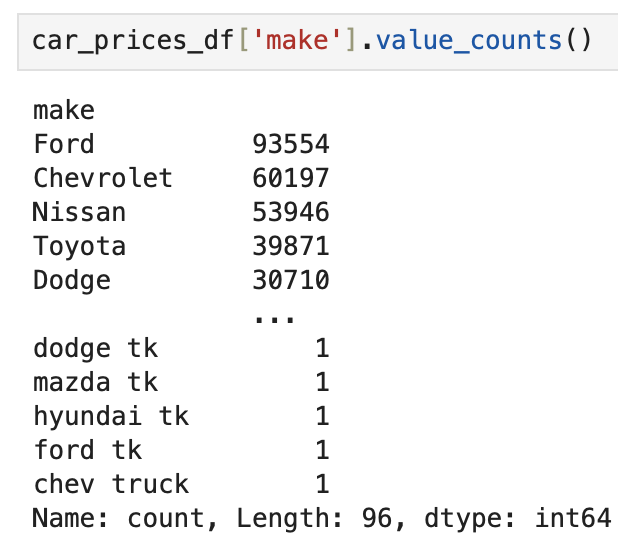 car_prices_df['make'].value_counts()
make
Ford 93554
Chevrolet 60197
Nissan 53946
Toyota 39871
Dodge 30710
...
dodge tk 1
mazda tk 1
hyundai tk 1
ford tk 1
chev truck 1
Name: count, Length: 96, dtype: int64